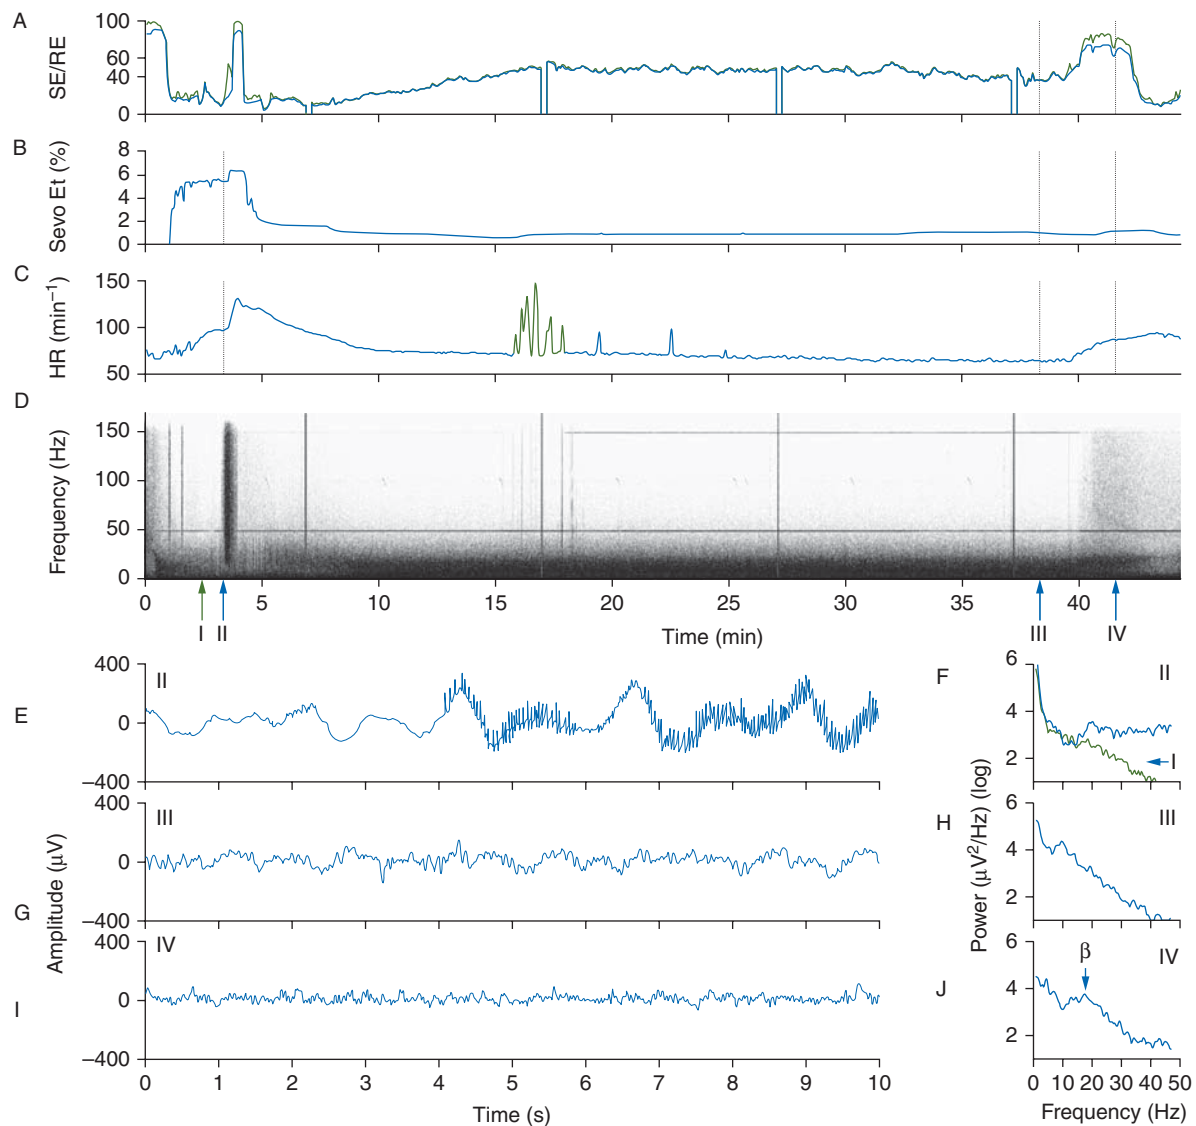 A
SE/RE
100
60
40
0
B
Sevo Et (%)
8
6
4
2
0
C
HR (min⁻¹)
150
100
50
D
Frequency (Hz)
150
100
50
0
0 5 10 15 20 25 30 35 40
I II Time (min) III IV
E
400
0
−400
II
G
400
0
−400
III
Amplitude (μV)
I
400
0
−400
IV
0 1 2 3 4 5 6 7 8 9 10
Time (s)
F
6
4
2
II
I
H
6
4
2
III
Power (μV²/Hz) (log)
J
6
4
2
β
IV
0 10 20 30 40 50
Frequency (Hz)